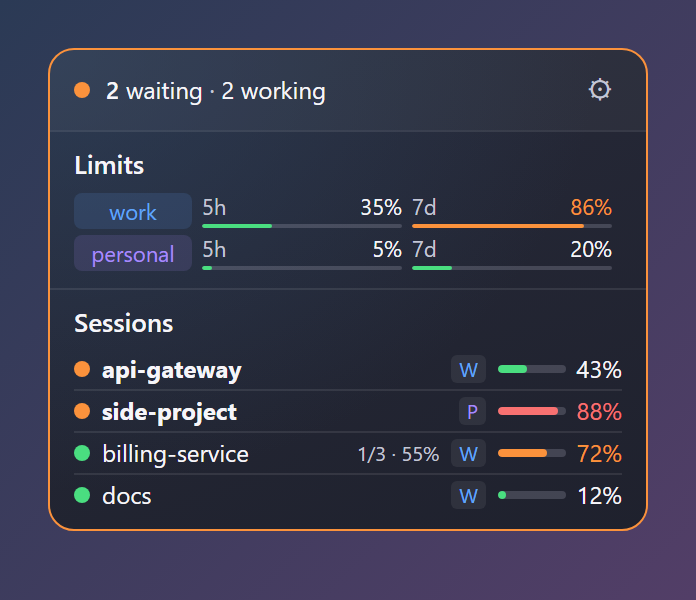 2 waiting · 2 working
Limits
work 5h 35% 7d 86%
personal 5h 5% 7d 20%
Sessions
api-gateway W 43%
side-project P 88%
billing-service 1/3 · 55% W 72%
docs W 12%